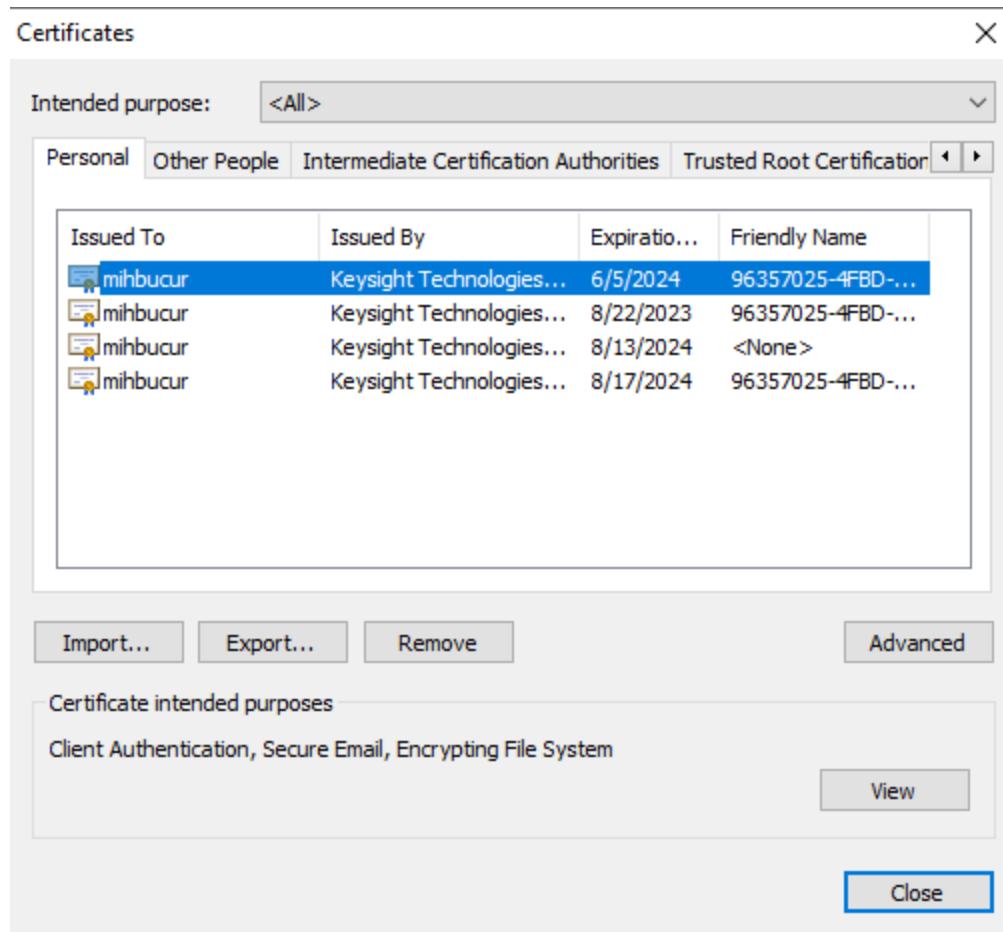 Certificates
Intended purpose: <All>
Personal Other People Intermediate Certification Authorities Trusted Root Certification
Issued To Issued By Expiratio... Friendly Name
mihbucur Keysight Technologies... 6/5/2024 96357025-4FBD-...
mihbucur Keysight Technologies... 8/22/2023 96357025-4FBD-...
mihbucur Keysight Technologies... 8/13/2024 <None>
mihbucur Keysight Technologies... 8/17/2024 96357025-4FBD-...
Import... Export... Remove Advanced
Certificate intended purposes
Client Authentication, Secure Email, Encrypting File System
View
Close